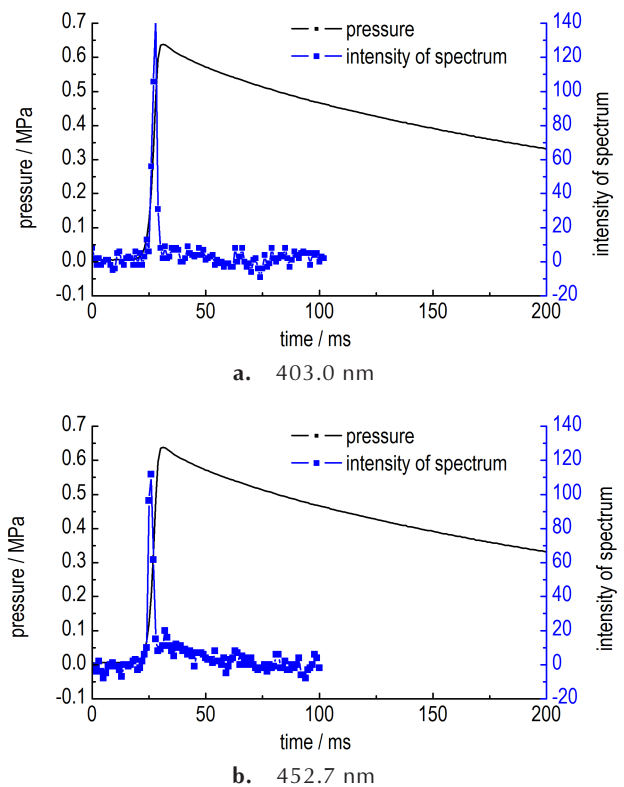 0.7
0.6
0.5
0.4
0.3
0.2
0.1
0.0
-0.1
pressure / MPa
pressure
intensity of spectrum
140
120
100
80
60
40
20
0
-20
intensity of spectrum
0 50 100 150 200
time / ms
a. 403.0 nm
0.7
0.6
0.5
0.4
0.3
0.2
0.1
0.0
-0.1
pressure / MPa
pressure
intensity of spectrum
140
120
100
80
60
40
20
0
-20
intensity of spectrum
0 50 100 150 200
time / ms
b. 452.7 nm